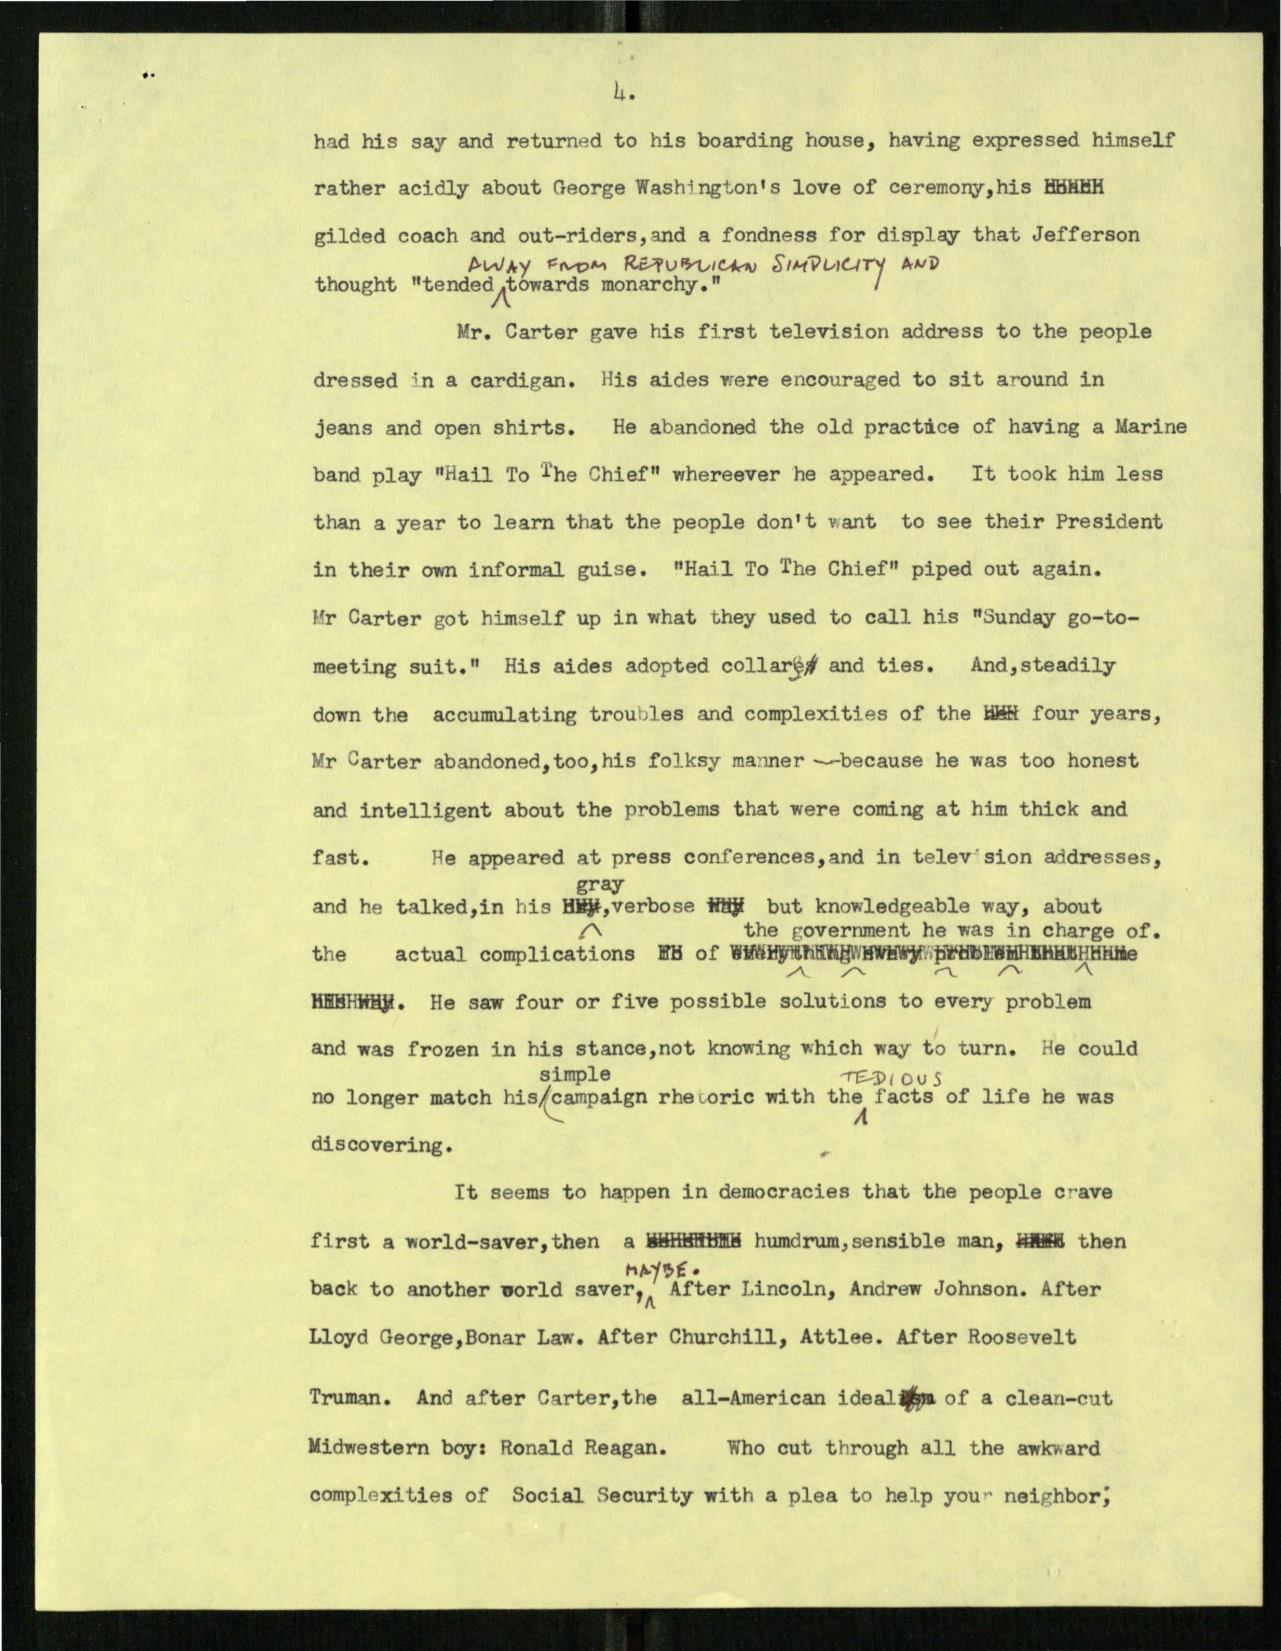 4.
had his say and returned to his boarding house, having expressed himself
rather acidly about George Washington's love of ceremony,his
gilded coach and out-riders,and a fondness for display that Jefferson
AWAY FROM REPUBLICAN SIMPLICITY AND
thought "tended towards monarchy."
Mr. Carter gave his first television address to the people
dressed in a cardigan. His aides were encouraged to sit around in
jeans and open shirts. He abandoned the old practice of having a Marine
band play "Hail To The Chief" whereever he appeared. It took him less
than a year to learn that the people don't want to see their President
in their own informal guise. "Hail To The Chief" piped out again.
Mr Carter got himself up in what they used to call his "Sunday go-to-
meeting suit." His aides adopted collars and ties. And,steadily
down the accumulating troubles and complexities of the four years,
Mr Carter abandoned,too,his folksy manner —because he was too honest
and intelligent about the problems that were coming at him thick and
fast. He appeared at press conferences,and in television addresses,
gray
and he talked,in his ,verbose but knowledgeable way, about
the government he was in charge of.
the actual complications of
. He saw four or five possible solutions to every problem
and was frozen in his stance,not knowing which way to turn. He could
simple TEDIOUS
no longer match his campaign rhetoric with the facts of life he was
discovering.
It seems to happen in democracies that the people crave
first a world-saver,then a humdrum,sensible man, then
MAYBE.
back to another world saver, After Lincoln, Andrew Johnson. After
Lloyd George,Bonar Law. After Churchill, Attlee. After Roosevelt
Truman. And after Carter,the all-American ideal of a clean-cut
Midwestern boy: Ronald Reagan. Who cut through all the awkward
complexities of Social Security with a plea to help your neighbor;